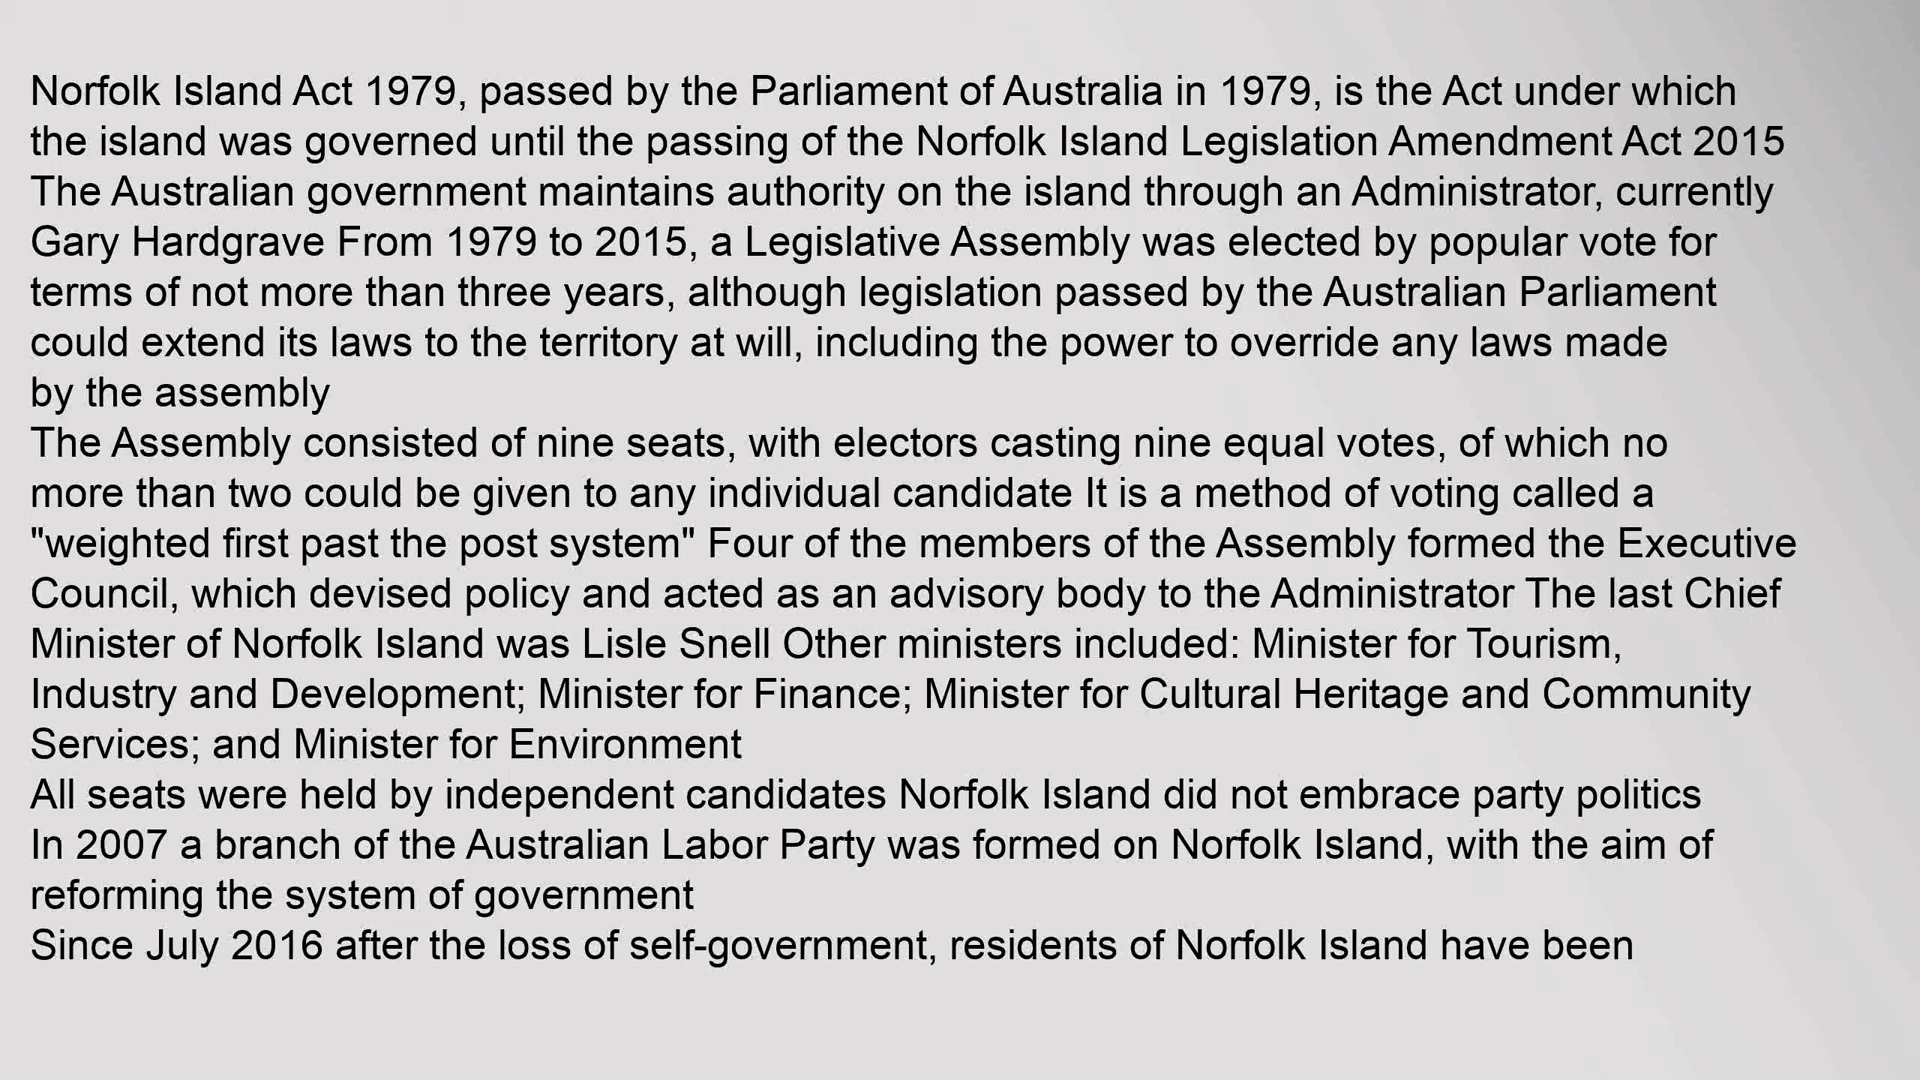 Norfolk Island Act 1979, passed by the Parliament of Australia in 1979, is the Act under which
the island was governed until the passing of the Norfolk Island Legislation Amendment Act 2015
The Australian government maintains authority on the island through an Administrator, currently
Gary Hardgrave From 1979 to 2015, a Legislative Assembly was elected by popular vote for
terms of not more than three years, although legislation passed by the Australian Parliament
could extend its laws to the territory at will, including the power to override any laws made
by the assembly
The Assembly consisted of nine seats, with electors casting nine equal votes, of which no
more than two could be given to any individual candidate It is a method of voting called a
"weighted first past the post system" Four of the members of the Assembly formed the Executive
Council, which devised policy and acted as an advisory body to the Administrator The last Chief
Minister of Norfolk Island was Lisle Snell Other ministers included: Minister for Tourism,
Industry and Development; Minister for Finance; Minister for Cultural Heritage and Community
Services; and Minister for Environment
All seats were held by independent candidates Norfolk Island did not embrace party politics
In 2007 a branch of the Australian Labor Party was formed on Norfolk Island, with the aim of
reforming the system of government
Since July 2016 after the loss of self-government, residents of Norfolk Island have been